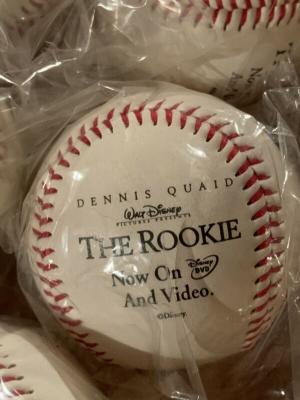 DENNIS QUAID
Walt Disney
PICTURES PRESENTS
THE ROOKIE
Now On Disney DVD
And Video.
©Disney